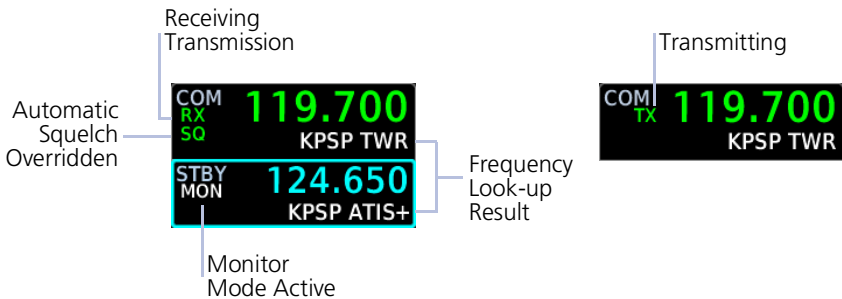 Receiving
Transmission
Transmitting
Automatic
Squelch
Overridden
COM
RX
SQ
119.700
KPSP TWR
STBY
MON
124.650
KPSP ATIS+
Frequency
Look-up
Result
COM
TX
119.700
KPSP TWR
Monitor
Mode Active